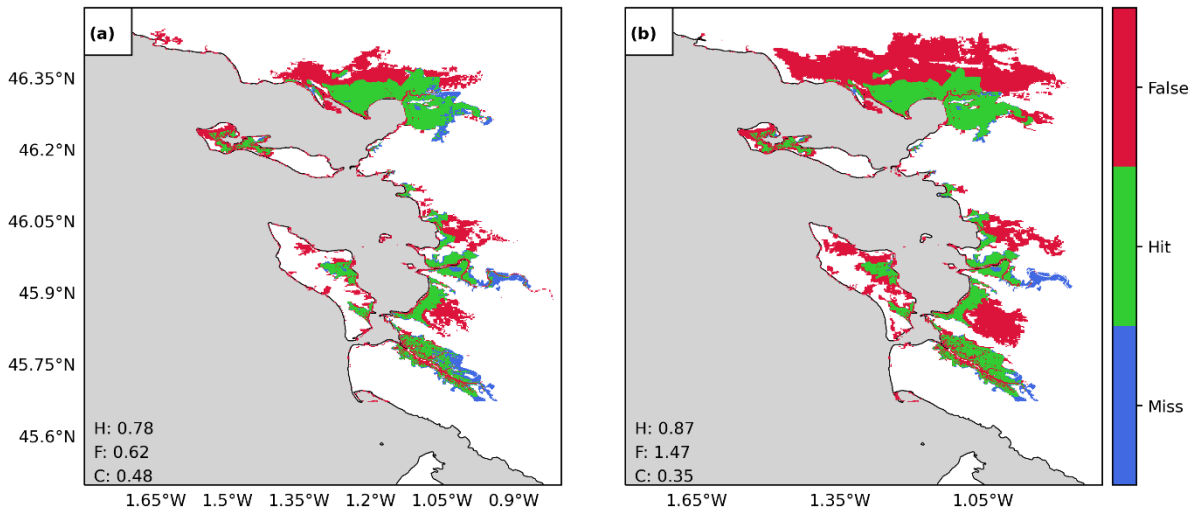 (a)
46.35°N
46.2°N
46.05°N
45.9°N
45.75°N
45.6°N
H: 0.78
F: 0.62
C: 0.48
1.65°W 1.5°W 1.35°W 1.2°W 1.05°W 0.9°W
(b)
H: 0.87
F: 1.47
C: 0.35
1.65°W 1.35°W 1.05°W
False
Hit
Miss